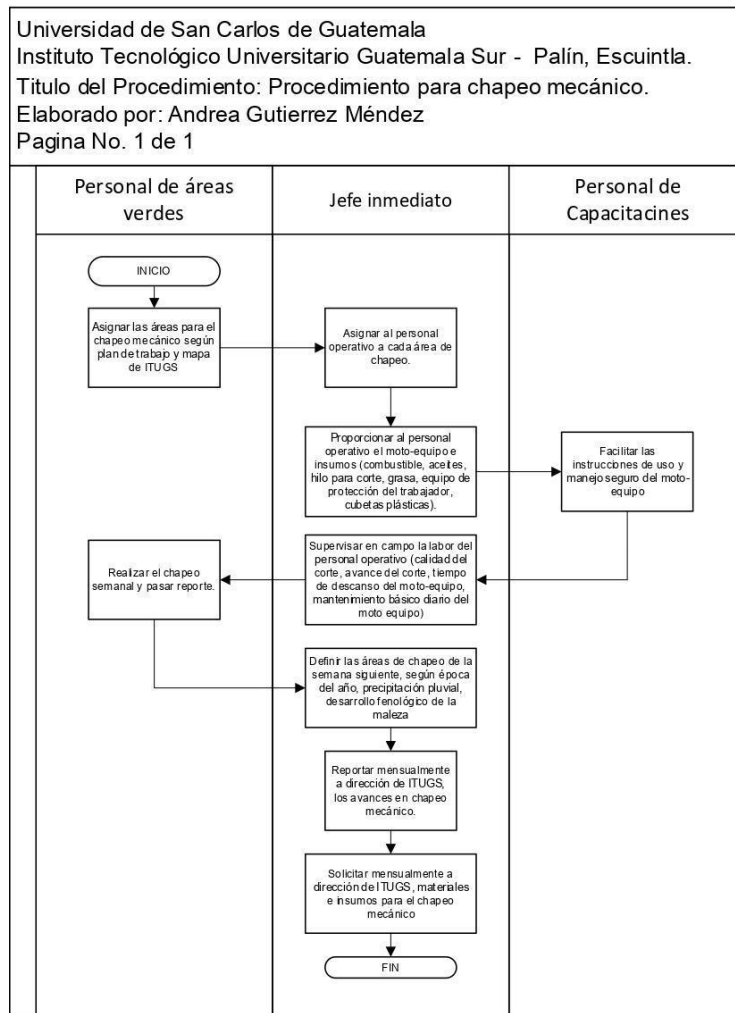 Universidad de San Carlos de Guatemala
Instituto Tecnológico Universitario Guatemala Sur - Palín, Escuintla.
Titulo del Procedimiento: Procedimiento para chapeo mecánico.
Elaborado por: Andrea Gutierrez Méndez
Pagina No. 1 de 1
Personal de áreas
verdes
Jefe inmediato
Personal de
Capacitacines
INICIO
Asignar las áreas para el
chapeo mecánico según
plan de trabajo y mapa
de ITUGS
Asignar al personal
operativo a cada área de
chapeo.
Proporcionar al personal
operativo el moto-equipo e
insumos (combustible, aceites,
hilo para corte, grasa, equipo de
protección del trabajador,
cubetas plásticas).
Facilitar las
instrucciones de uso y
manejo seguro del moto-
equipo
Supervisar en campo la labor del
personal operativo (calidad del
corte, avance del corte, tiempo
de descanso del moto-equipo,
mantenimiento básico diario del
moto equipo)
Realizar el chapeo
semanal y pasar reporte.
Definir las áreas de chapeo de la
semana siguiente, según época
del año, precipitación pluvial,
desarrollo fenológico de la
maleza
Reportar mensualmente
a dirección de ITUGS,
los avances en chapeo
mecánico.
Solicitar mensualmente a
dirección de ITUGS, materiales
e insumos para el chapeo
mecánico
FIN